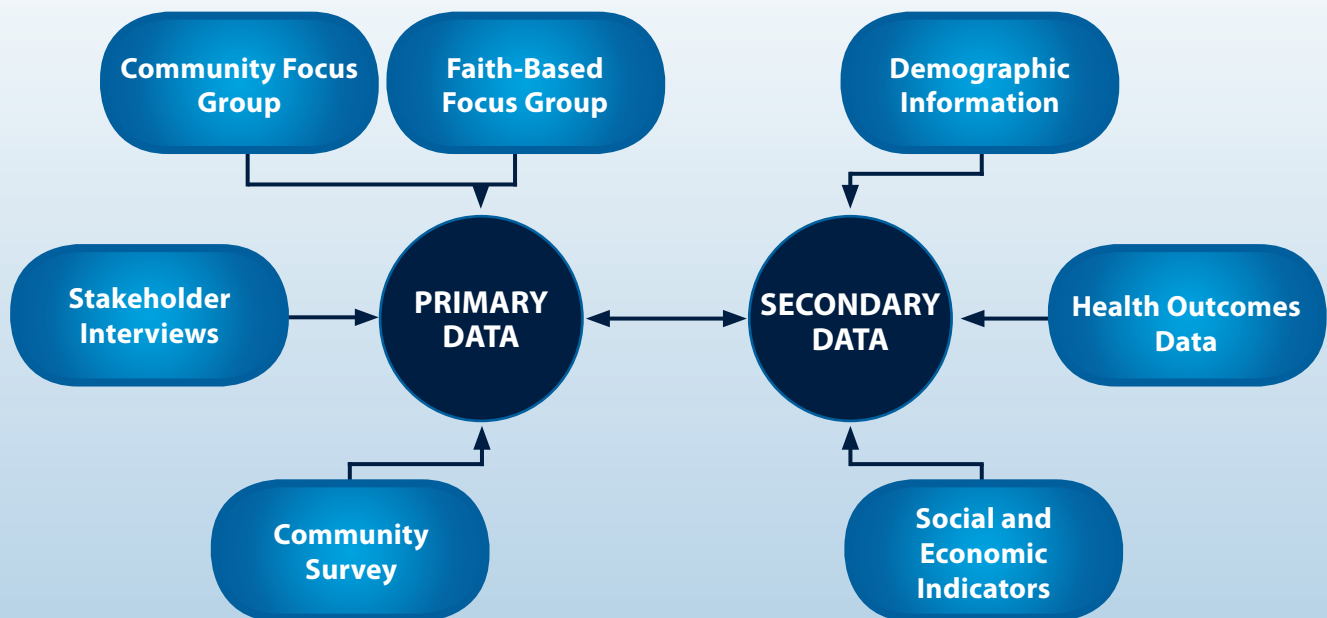 Community Focus
Group
Faith-Based
Focus Group
Demographic
Information
Stakeholder
Interviews
PRIMARY
DATA
SECONDARY
DATA
Health Outcomes
Data
Community
Survey
Social and
Economic
Indicators